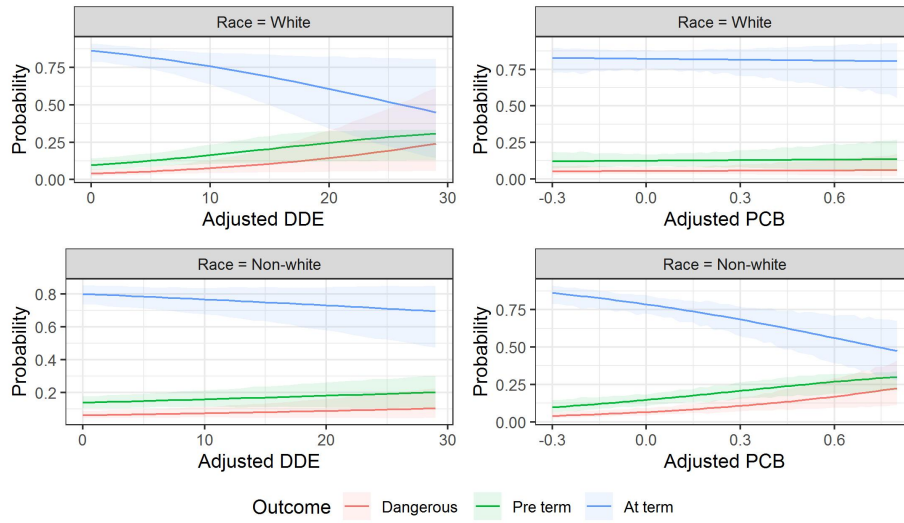 Race = White
Probability
0.75
0.50
0.25
0.00
0
10
20
30
Adjusted DDE
Race = White
Probability
0.75
0.50
0.25
0.00
-0.3
0.0
0.3
0.6
Adjusted PCB
Race = Non-white
Probability
0.8
0.6
0.4
0.2
0
10
20
30
Adjusted DDE
Race = Non-white
Probability
0.75
0.50
0.25
0.00
-0.3
0.0
0.3
0.6
Adjusted PCB
Outcome Dangerous Pre term At term